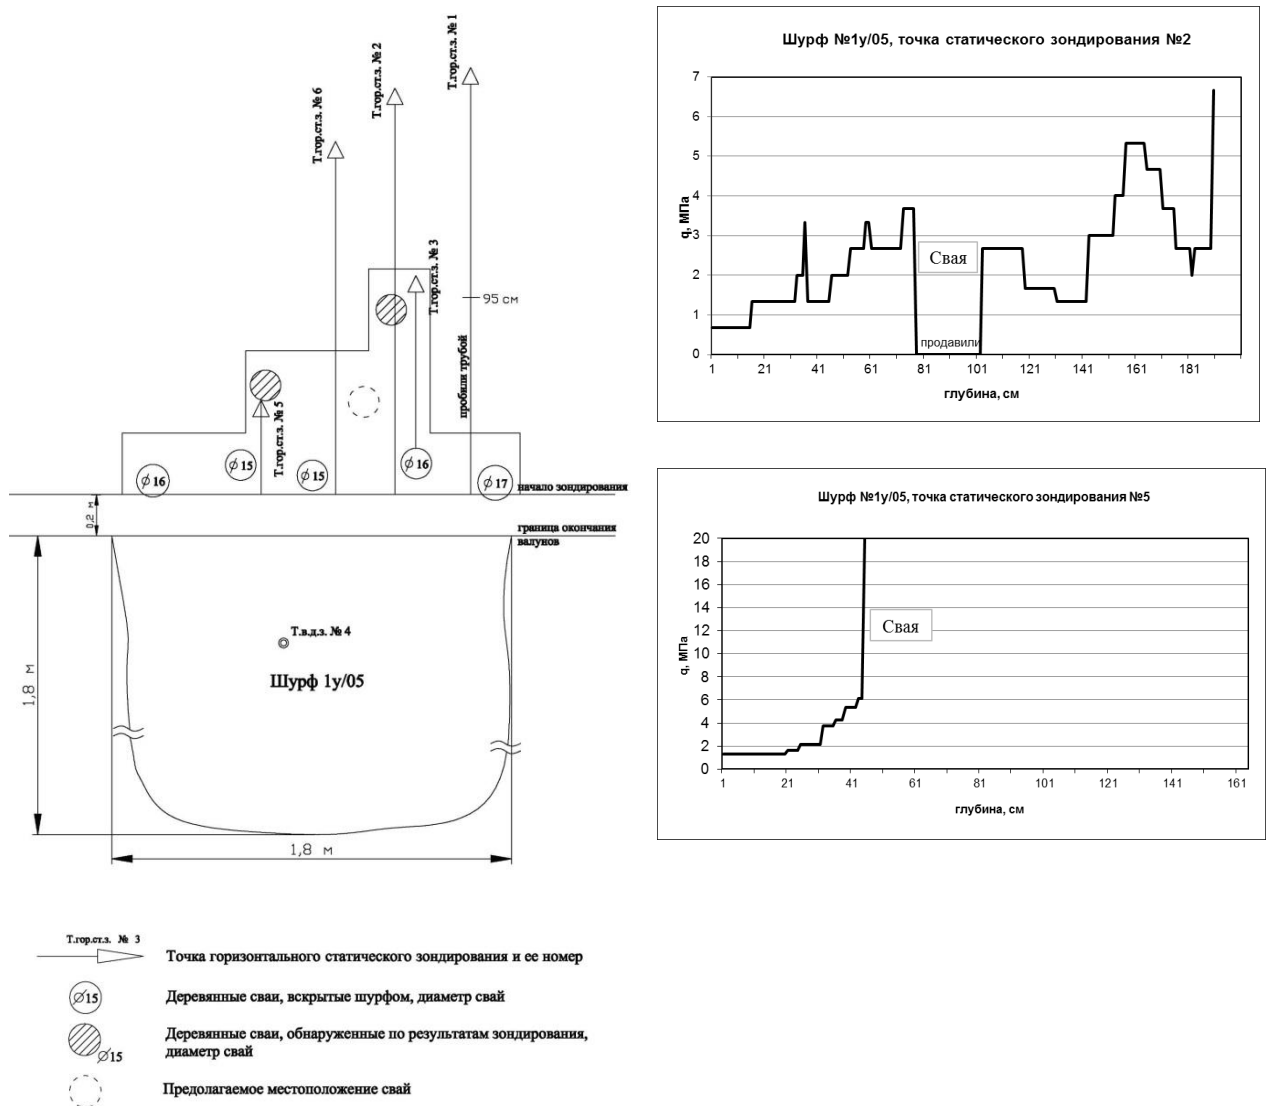 Т.гор.ст.з. № 1
Т.гор.ст.з. № 2
Т.гор.ст.з. № 6
Т.гор.ст.з. № 3
95 см
пробили трубой
Т.гор.ст.з. № 5
⌀16
⌀15
⌀15
⌀16
⌀17
начало зондирования
0,2 м
граница окончания
валунов
Т.в.д.з. № 4
Шурф 1у/05
1,8 м
1,8 м
Т.гор.ст.з. № 3
Точка горизонтального статического зондирования и ее номер
⌀15
Деревянные сваи, вскрытые шурфом, диаметр свай
Деревянные сваи, обнаруженные по результатам зондирования,
⌀15 диаметр свай
Предолагаемое местоположение свай
Шурф №1у/05, точка статического зондирования №2
7
6
5
4
3
2
1
0
q, МПа
Свая
продавили
1 21 41 61 81 101 121 141 161 181
глубина, см
Шурф №1у/05, точка статического зондирования №5
20
18
16
14
12
10
8
6
4
2
0
q, МПа
Свая
1 21 41 61 81 101 121 141 161
глубина, см